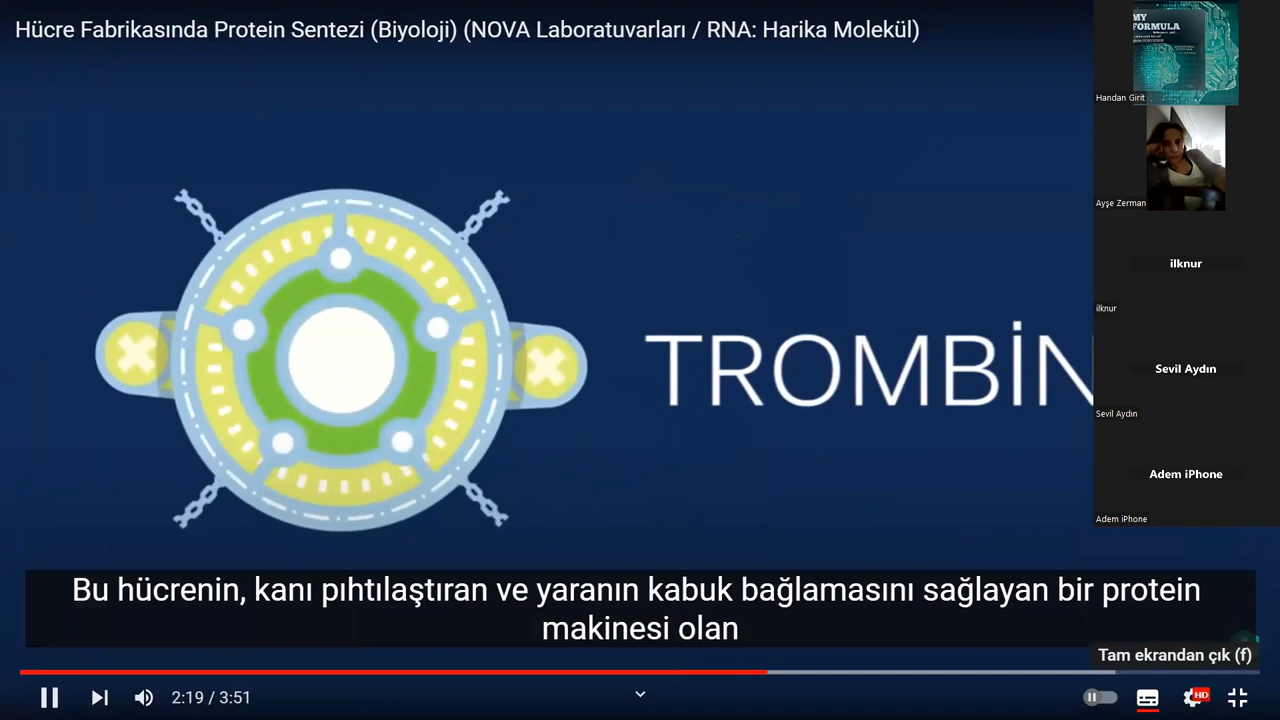 Hücre Fabrikasında Protein Sentezi (Biyoloji) (NOVA Laboratuvarları / RNA: Harika Molekül)
MY
FORMULA
Handan Girit
Ayşe Zerman
ilknur
ilknur
Sevil Aydın
Sevil Aydın
Adem iPhone
Adem iPhone
TROMBİN
Bu hücrenin, kanı pıhtılaştıran ve yaranın kabuk bağlamasını sağlayan bir protein
makinesi olan
Tam ekrandan çık (f)
2:19 / 3:51
HD